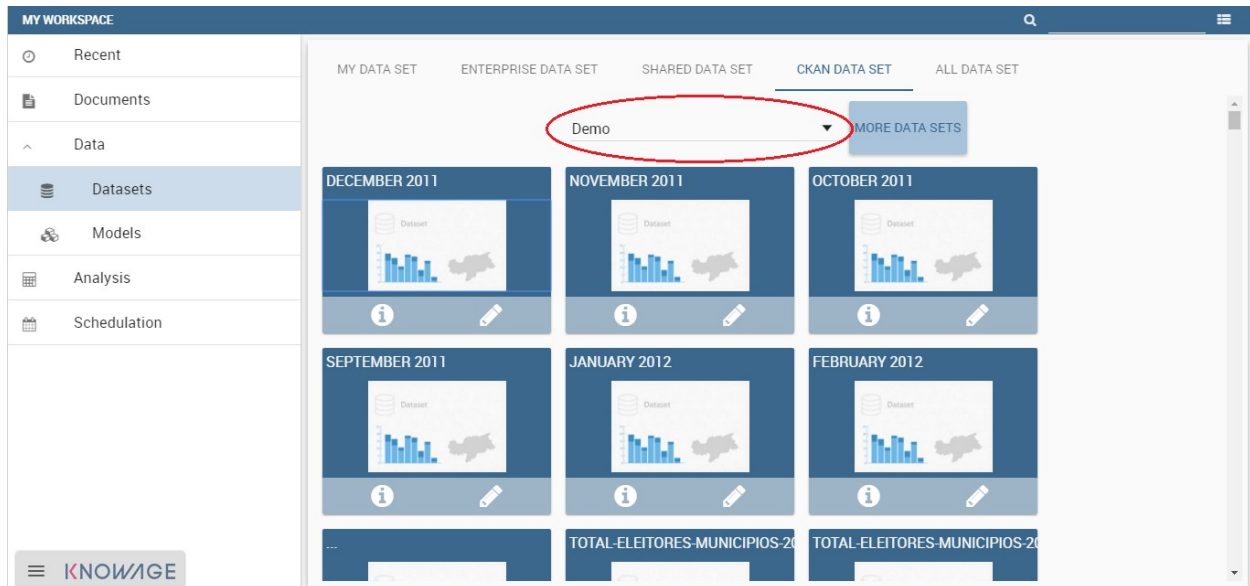 MY WORKSPACE
Recent
Documents
Data
Datasets
Models
Analysis
Schedulation
KNOWAGE
MY DATA SET
ENTERPRISE DATA SET
SHARED DATA SET
CKAN DATA SET
ALL DATA SET
Demo
MORE DATA SETS
DECEMBER 2011
NOVEMBER 2011
OCTOBER 2011
Dataset
Dataset
Dataset
SEPTEMBER 2011
JANUARY 2012
FEBRUARY 2012
Dataset
Dataset
Dataset
...
TOTAL-ELEITORES-MUNICIPIOS-20
TOTAL-ELEITORES-MUNICIPIOS-20